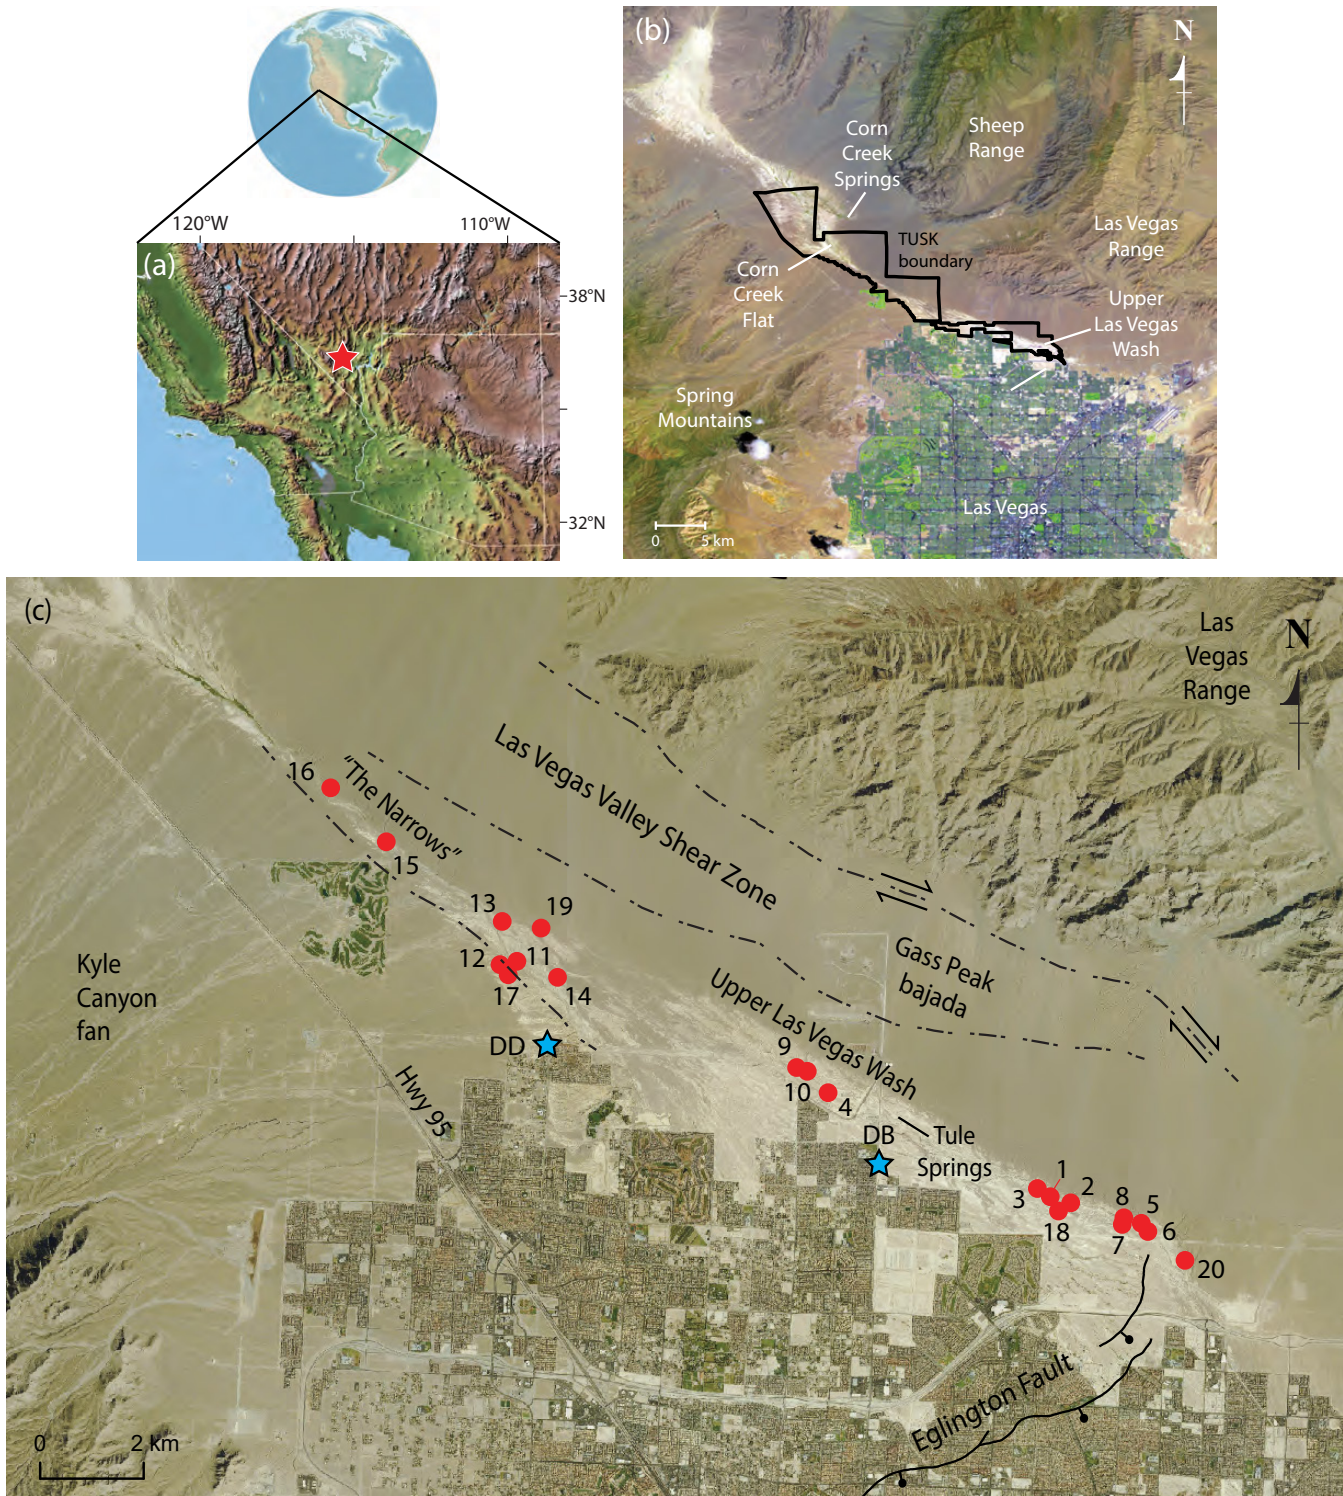 120°W
110°W
(a)
38°N
32°N
(b)
N
Corn
Creek
Springs
Sheep
Range
Las Vegas
Range
TUSK
boundary
Corn
Creek
Flat
Upper
Las Vegas
Wash
Spring
Mountains
Las Vegas
0
5 km
(c)
Las
Vegas
Range
N
16
"The Narrows"
15
Las Vegas Valley Shear Zone
13
19
12
11
17
14
Kyle
Canyon
fan
Gass Peak
bajada
Upper Las Vegas Wash
DD
Hwy 95
9
10
4
DB
Tule
Springs
1
3
2
18
8
5
7
6
20
Eglington Fault
0
2 km